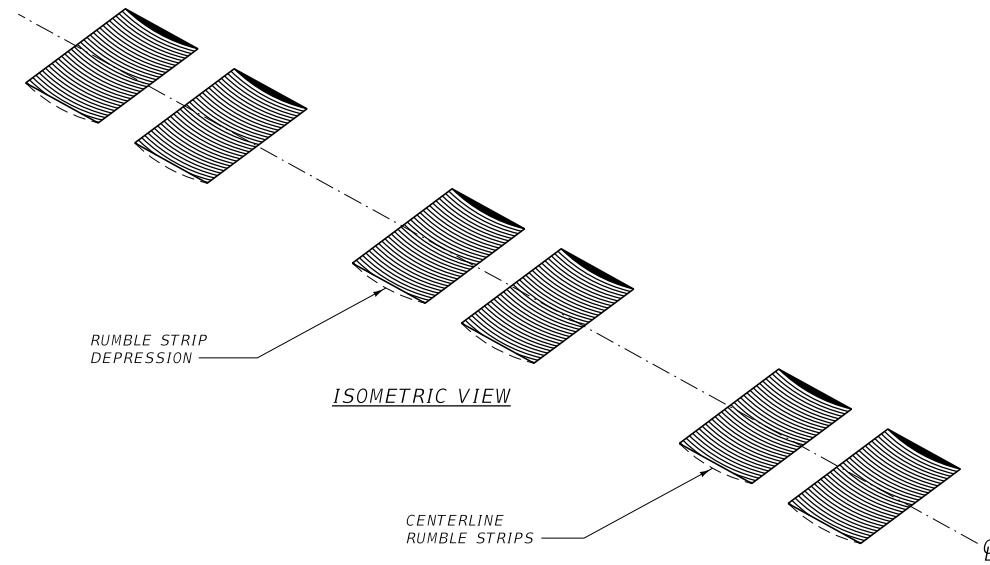 RUMBLE STRIP
DEPRESSION
ISOMETRIC VIEW
CENTERLINE
RUMBLE STRIPS